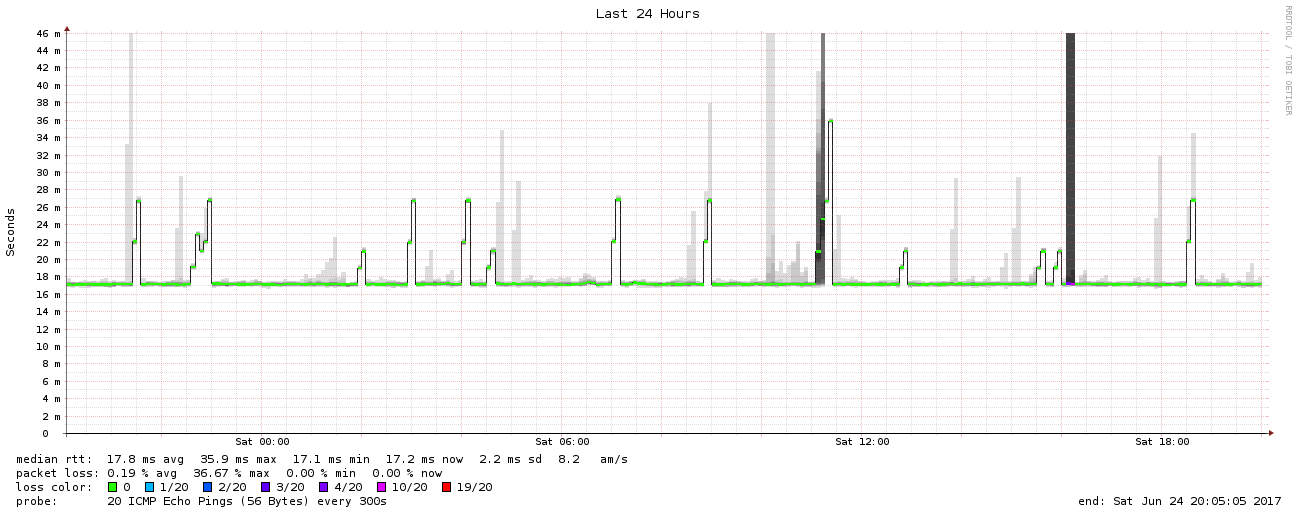 Last 24 Hours
RRDTOOL / TOBI OETIKER
Seconds
46 m
44 m
42 m
40 m
38 m
36 m
34 m
32 m
30 m
28 m
26 m
24 m
22 m
20 m
18 m
16 m
14 m
12 m
10 m
8 m
6 m
4 m
2 m
0
Sat 00:00 Sat 06:00 Sat 12:00 Sat 18:00
median rtt: 17.8 ms avg 35.9 ms max 17.1 ms min 17.2 ms now 2.2 ms sd 8.2 am/s
packet loss: 0.19 % avg 36.67 % max 0.00 % min 0.00 % now
loss color: 0 1/20 2/20 3/20 4/20 10/20 19/20
probe: 20 ICMP Echo Pings (56 Bytes) every 300s end: Sat Jun 24 20:05:05 2017